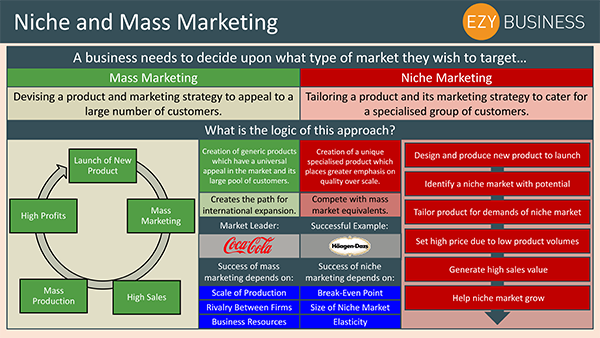 Niche and Mass Marketing
EZY BUSINESS
A business needs to decide upon what type of market they wish to target...
Mass Marketing
Niche Marketing
Devising a product and marketing strategy to appeal to a
large number of customers.
Tailoring a product and its marketing strategy to cater for
a specialised group of customers.
What is the logic of this approach?
Launch of New
Product
Mass
Marketing
High Sales
Mass
Production
High Profits
Creation of generic products
which have a universal
appeal in the market and its
large pool of customers.
Creates the path for
international expansion.
Market Leader:
Coca-Cola
Success of mass
marketing depends on:
Scale of Production
Rivalry Between Firms
Business Resources
Creation of a unique
specialised product which
places greater emphasis on
quality over scale.
Compete with mass
market equivalents.
Successful Example:
Häagen-Dazs
Success of niche
marketing depends on:
Break-Even Point
Size of Niche Market
Elasticity
Design and produce new product to launch
Identify a niche market with potential
Tailor product for demands of niche market
Set high price due to low product volumes
Generate high sales value
Help niche market grow